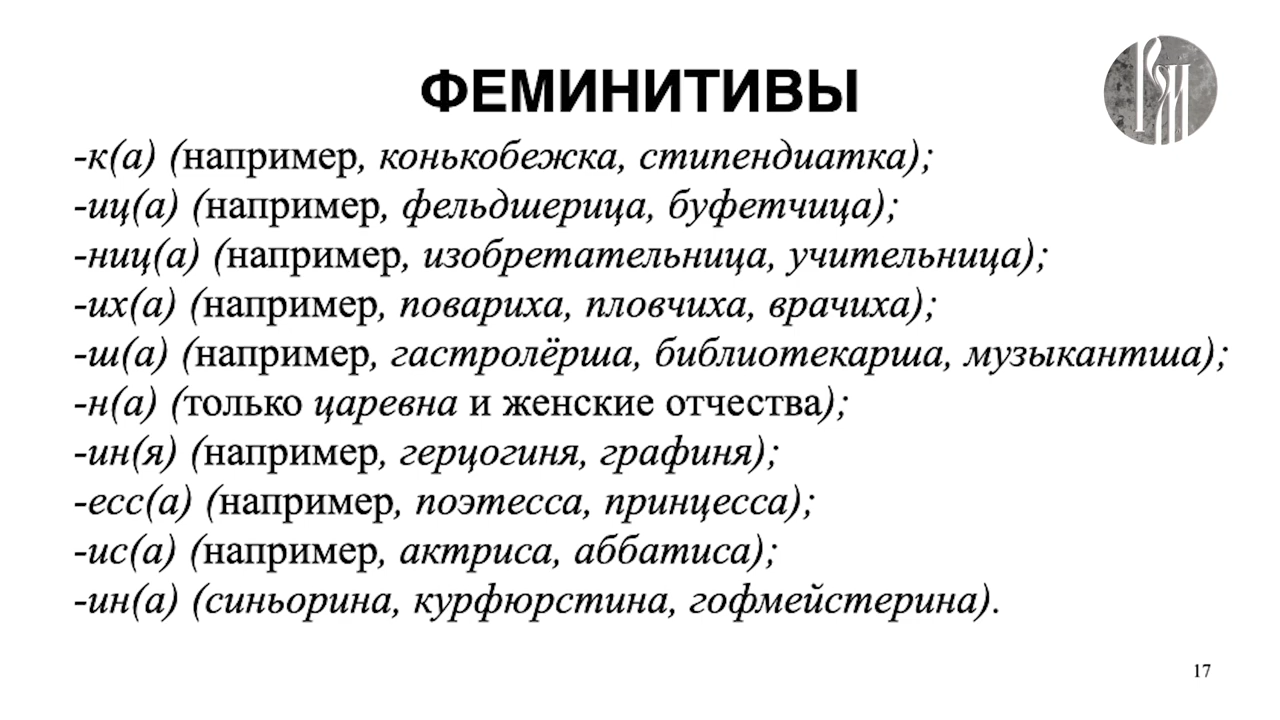 ФЕМИНИТИВЫ
-к(а) (например, конькобежка, стипендиатка);
-иц(а) (например, фельдшерица, буфетчица);
-ниц(а) (например, изобретательница, учительница);
-их(а) (например, повариха, пловчиха, врачиха);
-ш(а) (например, гастролёрша, библиотекарша, музыкантша);
-н(а) (только царевна и женские отчества);
-ин(я) (например, герцогиня, графиня);
-есс(а) (например, поэтесса, принцесса);
-ис(а) (например, актриса, аббатиса);
-ин(а) (синьорина, курфюрстина, гофмейстерина).
17